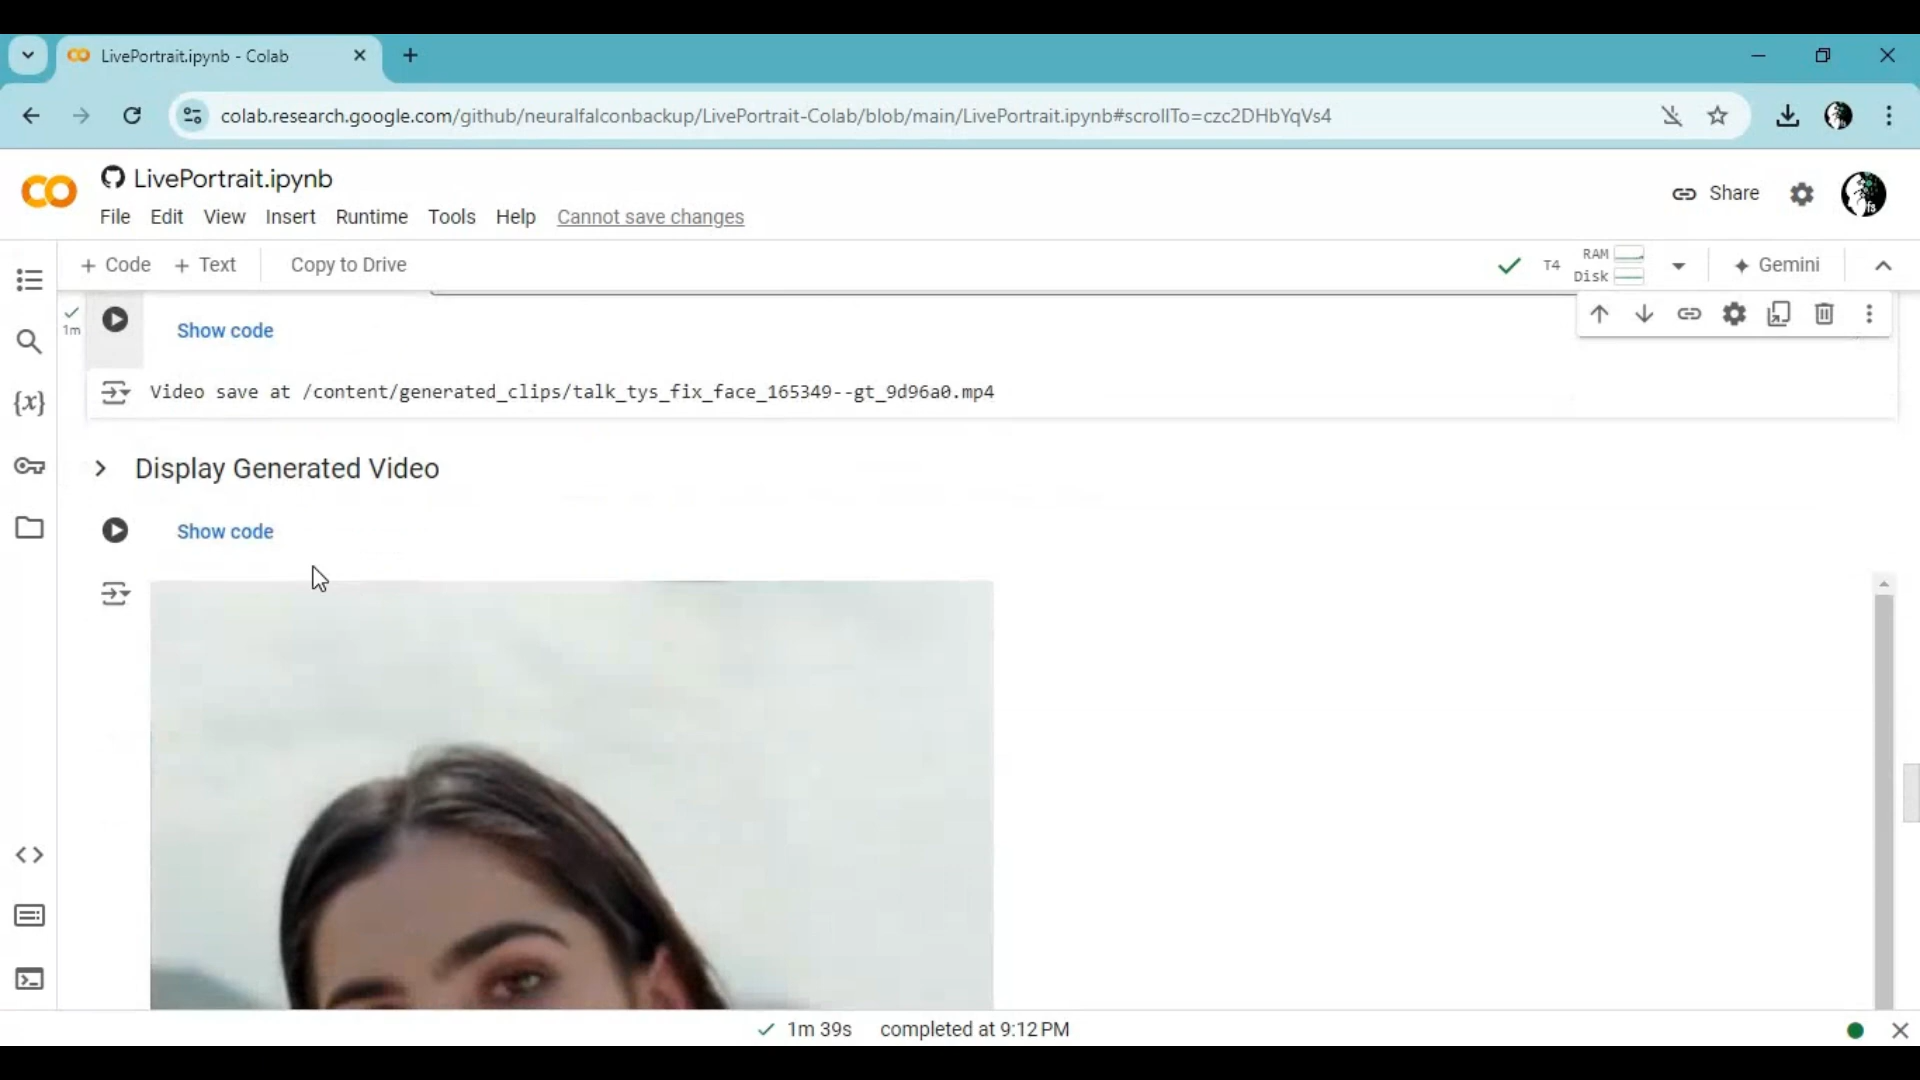 LivePortrait.ipynb - Colab
colab.research.google.com/github/neuralfalconbackup/LivePortrait-Colab/blob/main/LivePortrait.ipynb#scrollTo=czc2DHbYqVs4
CO LivePortrait.ipynb
Share
File Edit View Insert Runtime Tools Help Cannot save changes
+ Code + Text Copy to Drive
T4 RAM
Disk
Gemini
1m Show code
Video save at /content/generated_clips/talk_tys_fix_face_165349--gt_9d96a0.mp4
{x}
Display Generated Video
Show code
1m 39s completed at 9:12 PM